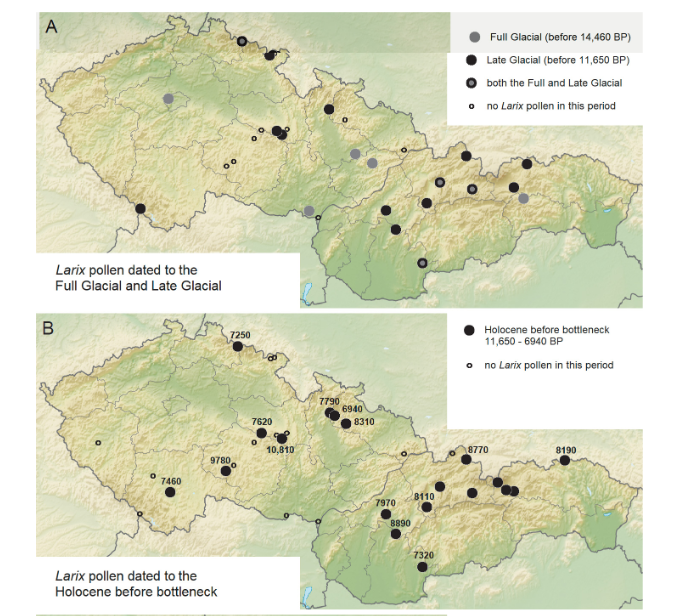 A
Full Glacial (before 14,460 BP)
Late Glacial (before 11,650 BP)
both the Full and Late Glacial
no Larix pollen in this period
Larix pollen dated to the
Full Glacial and Late Glacial
B
Holocene before bottleneck
11,650 - 6940 BP
no Larix pollen in this period
7250
7790
6940
8310
7620
10,810
9780
7460
8770
8190
7970
8110
8890
7320
Larix pollen dated to the
Holocene before bottleneck